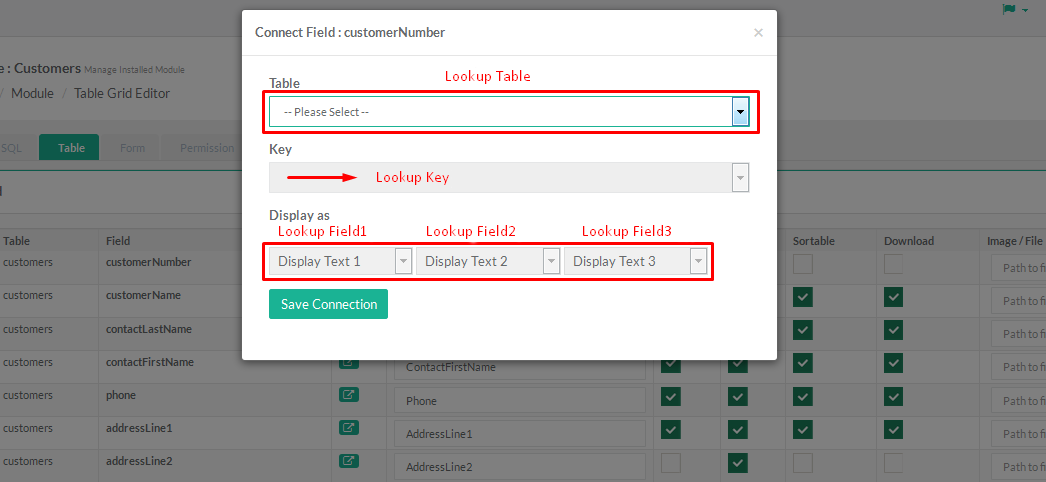 Connect Field : customerNumber ×
e : Customers Manage Installed Module
/ Module / Table Grid Editor
Table
Lookup Table
-- Please Select --
SQL Table Form Permission
Key
Lookup Key
Display as
Lookup Field1 Lookup Field2 Lookup Field3
Display Text 1 Display Text 2 Display Text 3
Save Connection
Table Field Sortable Download Image / File
customers customerNumber Path to fi
customers customerName Path to fi
customers contactLastName Path to fi
customers contactFirstName ContactFirstName Path to fi
customers phone Phone Path to fi
customers addressLine1 AddressLine1 Path to fi
customers addressLine2 AddressLine2 Path to fi